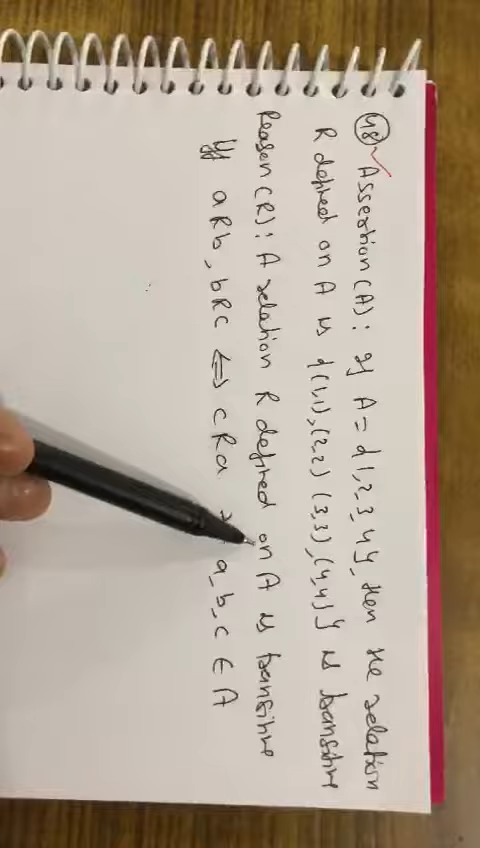 48 Assertion (A): If A = {1,2,3,4}, then the relation
R defined on A is {(1,1),(2,2)(3,3),(4,4)} is transitive
Reason (R): A relation R defined on A is transitive
If aRb, bRc ⇔ cRa a, b, c ∈ A